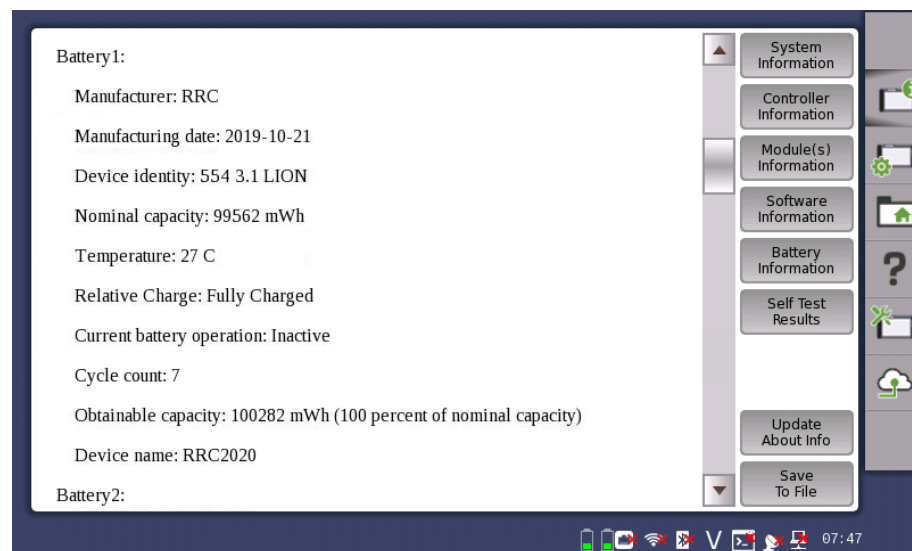 Battery1:
Manufacturer: RRC
Manufacturing date: 2019-10-21
Device identity: 554 3.1 LION
Nominal capacity: 99562 mWh
Temperature: 27 C
Relative Charge: Fully Charged
Current battery operation: Inactive
Cycle count: 7
Obtainable capacity: 100282 mWh (100 percent of nominal capacity)
Device name: RRC2020
Battery2:
System
Information
Controller
Information
Module(s)
Information
Software
Information
Battery
Information
Self Test
Results
Update
About Info
Save
To File
?
V
07:47